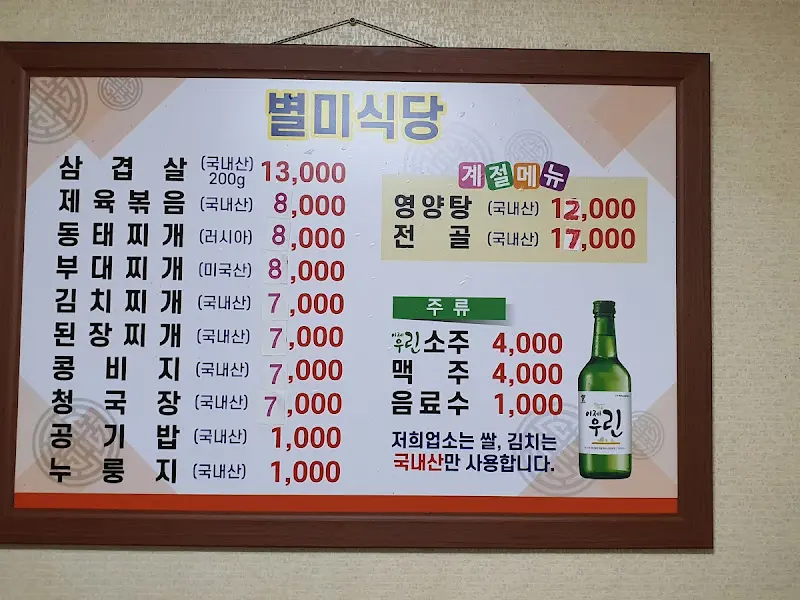 별미식당
삼겹살 (국내산) 200g 13,000
제육볶음 (국내산) 8,000
동태찌개 (러시아) 8,000
부대찌개 (미국산) 8,000
김치찌개 (국내산) 7,000
된장찌개 (국내산) 7,000
콩비지 (국내산) 7,000
청국장 (국내산) 7,000
공기밥 (국내산) 1,000
누룽지 (국내산) 1,000
계절메뉴
영양탕 (국내산) 12,000
전골 (국내산) 17,000
주류
이제우린소주 4,000
맥주 4,000
음료수 1,000
저희업소는 쌀, 김치는
국내산만 사용합니다.
이제
우린